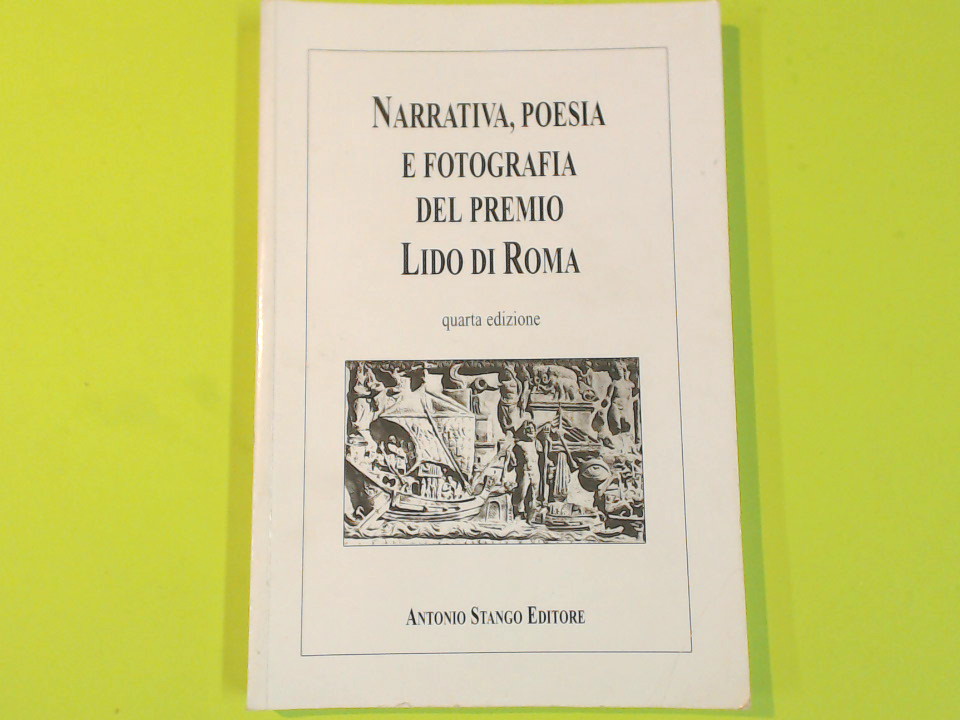 NARRATIVA, POESIA
E FOTOGRAFIA
DEL PREMIO
LIDO DI ROMA
quarta edizione
ANTONIO STANGO EDITORE